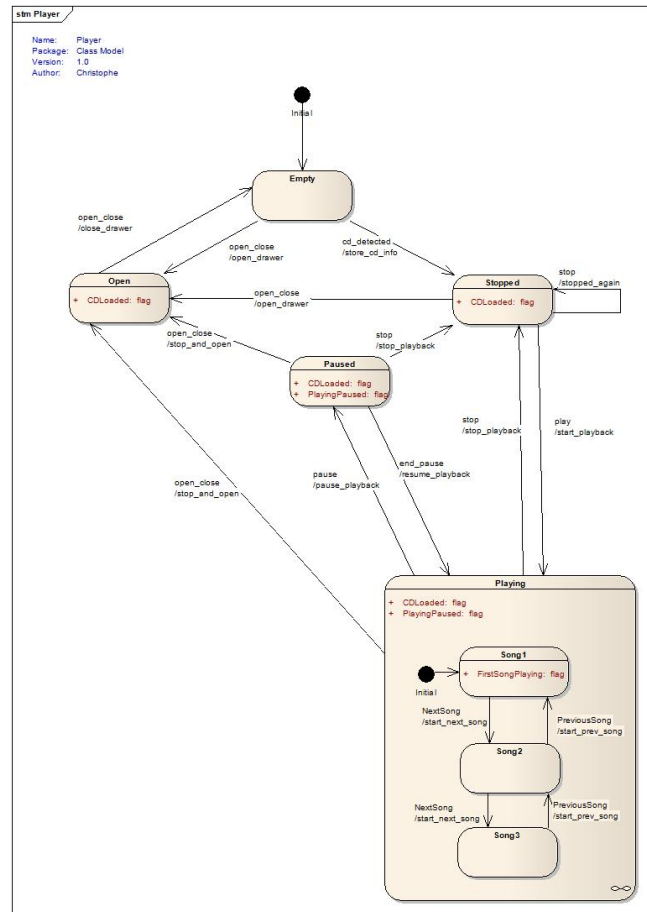 stm Player
Name: Player
Package: Class Model
Version: 1.0
Author: Christophe
Initial
Empty
open_close
/close_drawer
open_close
/open_drawer
cd_detected
/store_cd_info
Open
+ CDLoaded: flag
Stopped
+ CDLoaded: flag
stop
/stopped_again
open_close
/open_drawer
open_close
/stop_and_open
stop
/stop_playback
Paused
+ CDLoaded: flag
+ PlayingPaused: flag
stop
/stop_playback
play
/start_playback
pause
/pause_playback
end_pause
/resume_playback
open_close
/stop_and_open
Playing
+ CDLoaded: flag
+ PlayingPaused: flag
Song1
+ FirstSongPlaying: flag
Initial
NextSong
/start_next_song
PreviousSong
/start_prev_song
Song2
NextSong
/start_next_song
PreviousSong
/start_prev_song
Song3